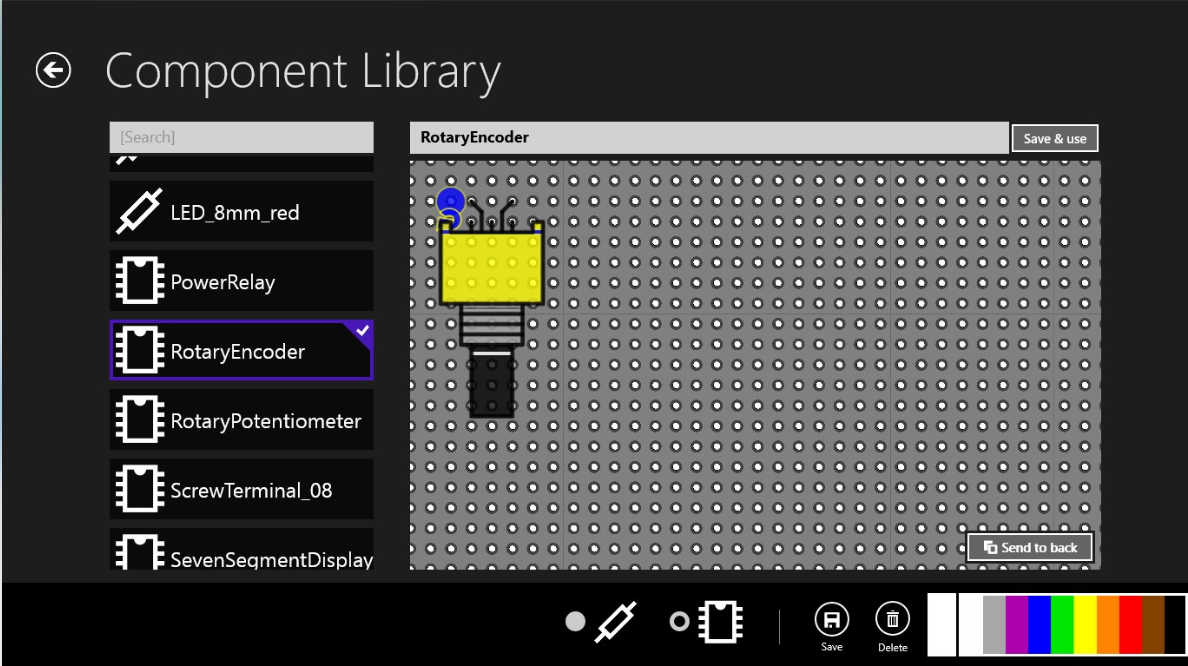 Component Library
[Search]
LED_8mm_red
PowerRelay
RotaryEncoder
RotaryPotentiometer
ScrewTerminal_08
SevenSegmentDisplay
RotaryEncoder
Save & use
Send to back
Save
Delete